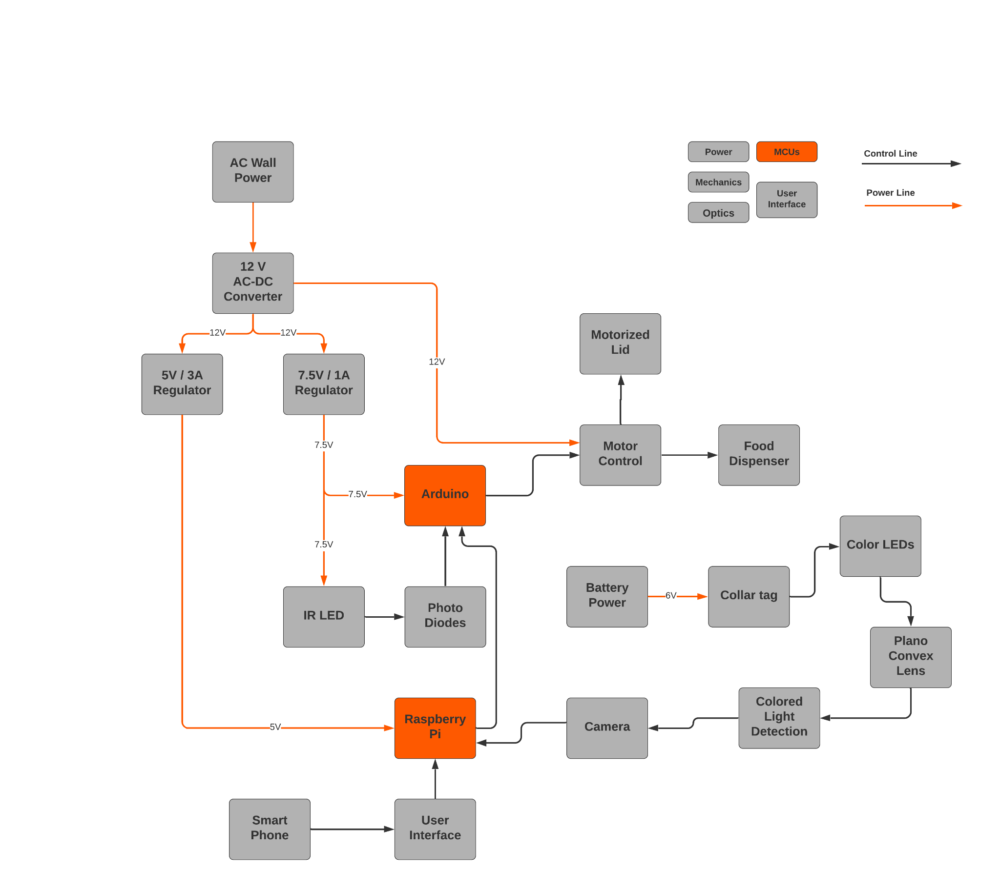 AC Wall
Power
Power
MCUs
Control Line
Mechanics
User
Interface
Power Line
Optics
12 V
AC-DC
Converter
12V
12V
12V
5V / 3A
Regulator
7.5V / 1A
Regulator
Motorized
Lid
7.5V
Motor
Control
Food
Dispenser
7.5V
Arduino
7.5V
Color LEDs
Battery
Power
6V
Collar tag
IR LED
Photo
Diodes
Plano
Convex
Lens
5V
Raspberry
Pi
Camera
Colored
Light
Detection
Smart
Phone
User
Interface